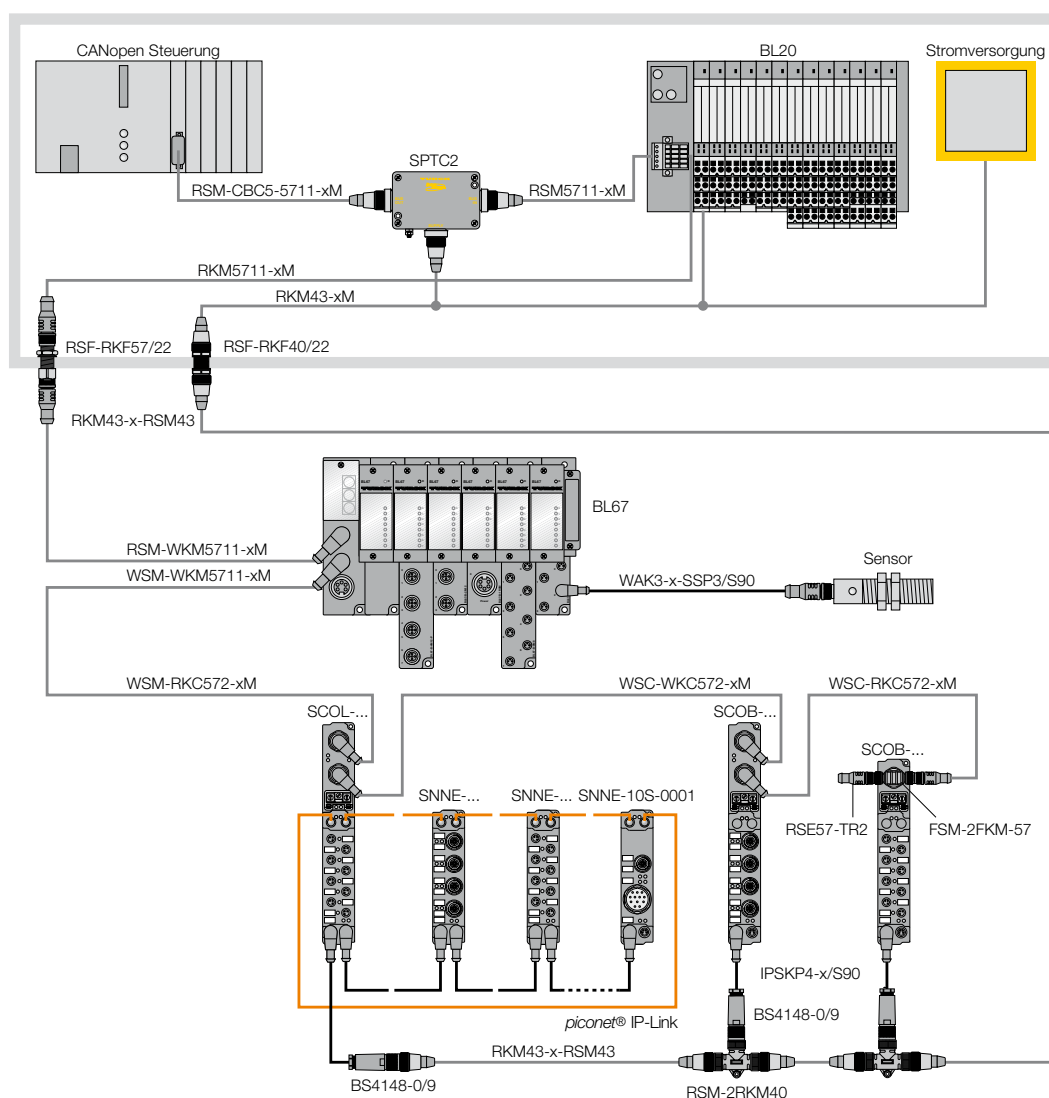 CANopen Steuerung
BL20
Stromversorgung
SPTC2
RSM-CBC5-5711-xM
RSM5711-xM
RKM5711-xM
RKM43-xM
RSF-RKF57/22
RSF-RKF40/22
RKM43-x-RSM43
BL67
RSM-WKM5711-xM
WSM-WKM5711-xM
Sensor
WAK3-x-SSP3/S90
WSM-RKC572-xM
WSC-WKC572-xM
WSC-RKC572-xM
SCOL-...
SCOB-...
SCOB-...
SNNE-...
SNNE-...
SNNE-10S-0001
RSE57-TR2
FSM-2FKM-57
IPSKP4-x/S90
BS4148-0/9
piconet® IP-Link
RKM43-x-RSM43
BS4148-0/9
RSM-2RKM40